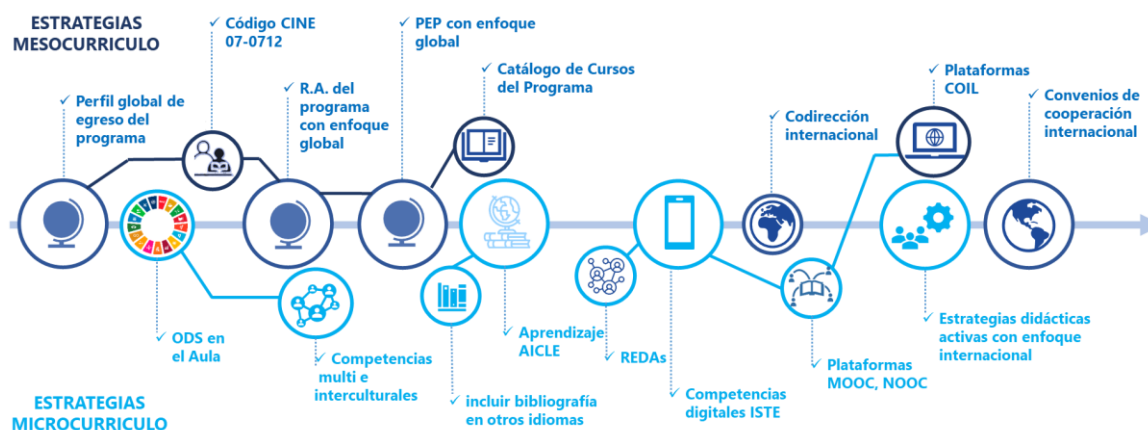 ESTRATEGIAS
MESOCURRICULO
✓ Código CINE
07-0712
✓ PEP con enfoque
global
✓ Perfil global de
egreso del
programa
✓ R.A. del
programa
con enfoque
global
✓ Catálogo de Cursos
del Programa
✓ Codirección
internacional
✓ Plataformas
COIL
✓ Convenios de
cooperación
internacional
✓ ODS en
el Aula
✓ Competencias
multi e
interculturales
✓ incluir bibliografía
en otros idiomas
✓ Aprendizaje
AICLE
✓ REDAs
✓ Competencias
digitales ISTE
✓ Plataformas
MOOC, NOOC
✓ Estrategias didácticas
activas con enfoque
internacional
ESTRATEGIAS
MICROCURRICULO